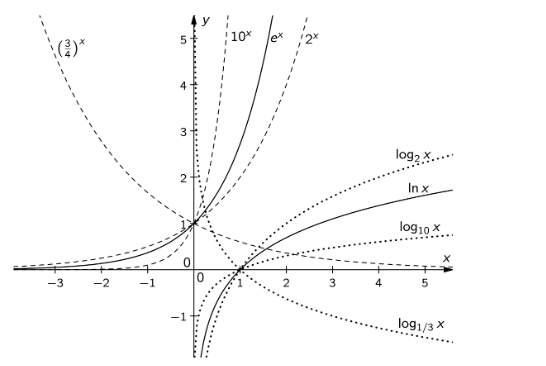 y
(3/4)^x
10^x
e^x
2^x
5
4
3
2
1
0
0
−1
−3
−2
−1
1
2
3
4
5
x
log₂ x
ln x
log₁₀ x
log₁/₃ x